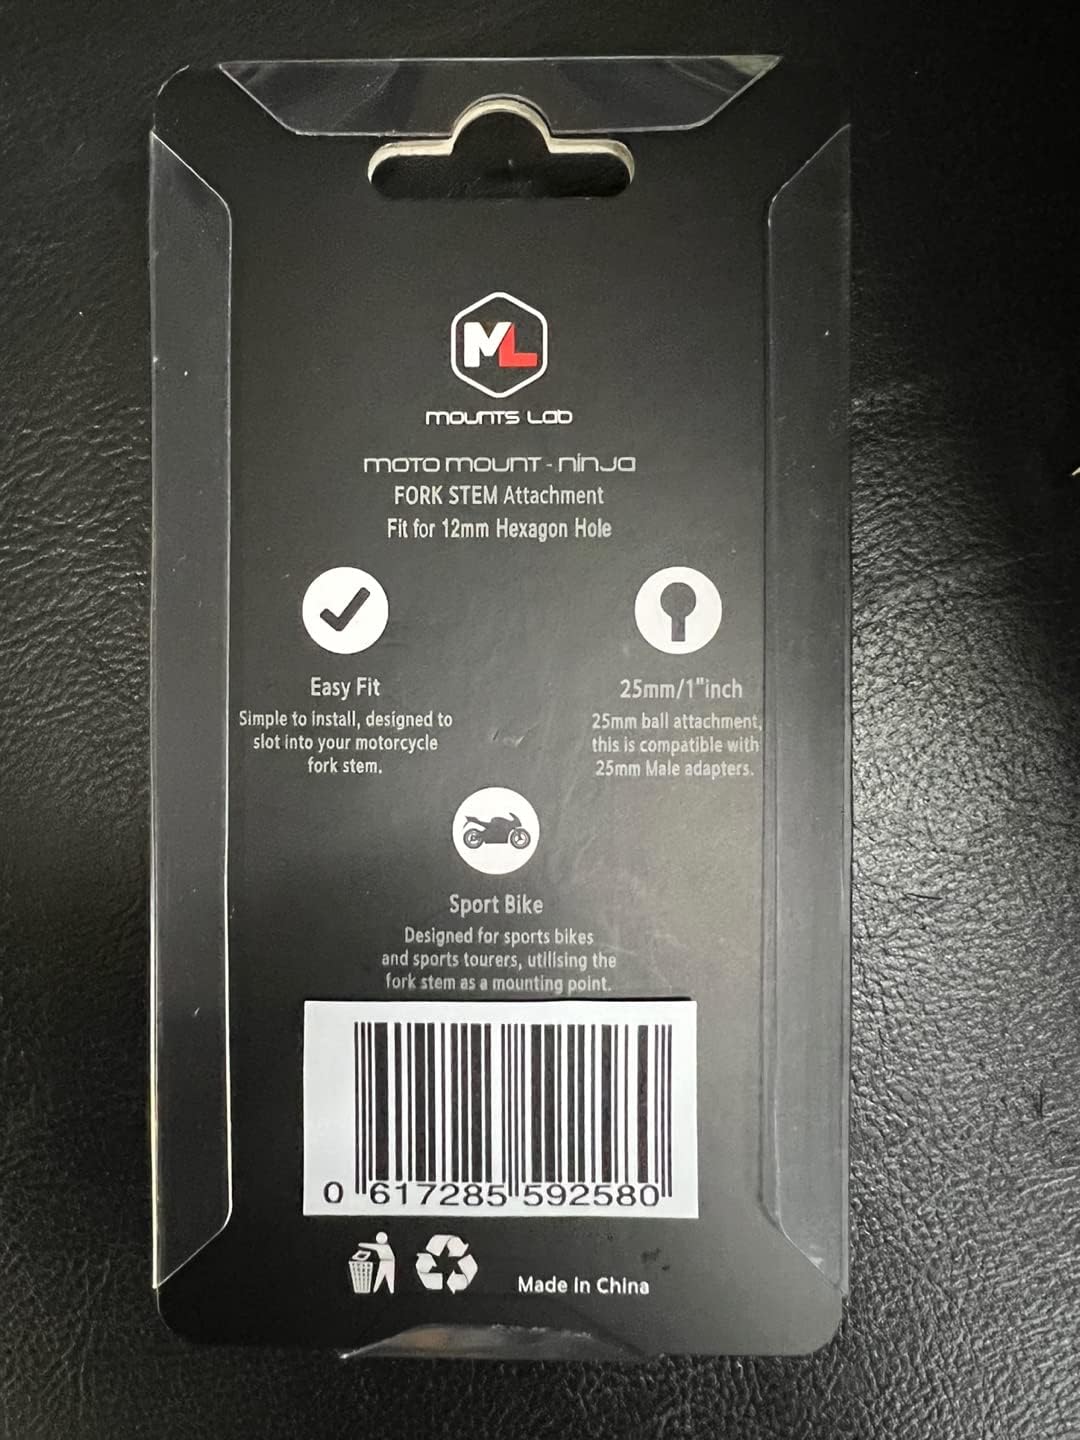 ML
mounts Lab
moto mount - ninja
FORK STEM Attachment
Fit for 12mm Hexagon Hole
Easy Fit
Simple to install, designed to
slot into your motorcycle
fork stem.
25mm/1"inch
25mm ball attachment,
this is compatible with
25mm Male adapters.
Sport Bike
Designed for sports bikes
and sports tourers, utilising the
fork stem as a mounting point.
0 617285 592580
Made In China